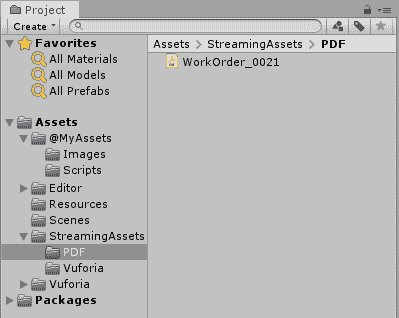 Project
Create
Favorites
All Materials
All Models
All Prefabs
Assets
@MyAssets
Images
Scripts
Editor
Resources
Scenes
StreamingAssets
PDF
Vuforia
Vuforia
Packages
Assets > StreamingAssets > PDF
WorkOrder_0021